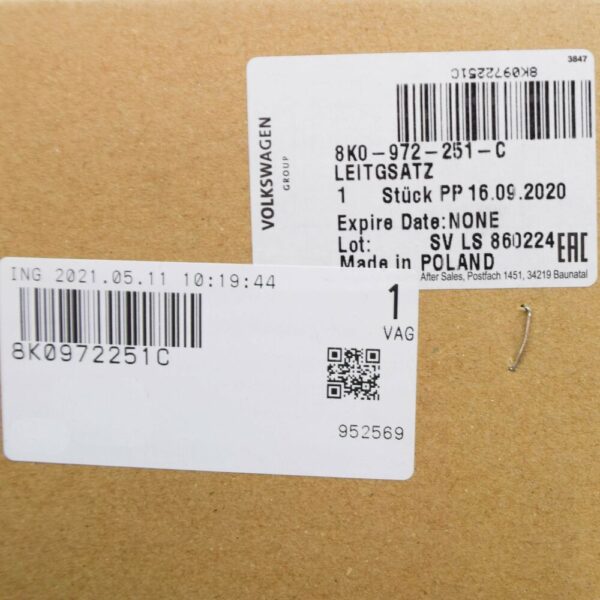 3847
8K0972251C
VOLKSWAGEN
GROUP
8K0-972-251-C
LEITGSATZ
1 Stück PP 16.09.2020
Expire Date:NONE
Lot: SV LS 860224
EAC
Made in POLAND
After Sales, Postfach 1451, 34219 Baunatal
ING 2021.05.11 10:19:44
1
VAG
8K0972251C
952569